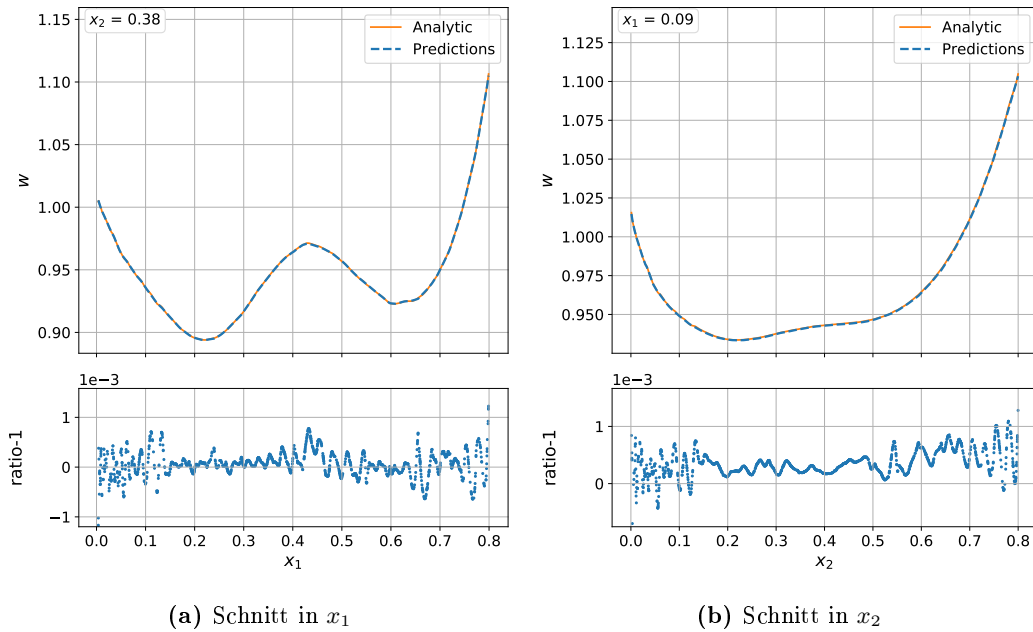 x₂ = 0.38
Analytic
Predictions
1.15
1.10
1.05
1.00
0.95
0.90
w
1e−3
1
0
−1
ratio-1
0.0 0.1 0.2 0.3 0.4 0.5 0.6 0.7 0.8
x₁
(a) Schnitt in x₁
x₁ = 0.09
Analytic
Predictions
1.125
1.100
1.075
1.050
1.025
1.000
0.975
0.950
w
1e−3
1
0
ratio-1
0.0 0.1 0.2 0.3 0.4 0.5 0.6 0.7 0.8
x₂
(b) Schnitt in x₂